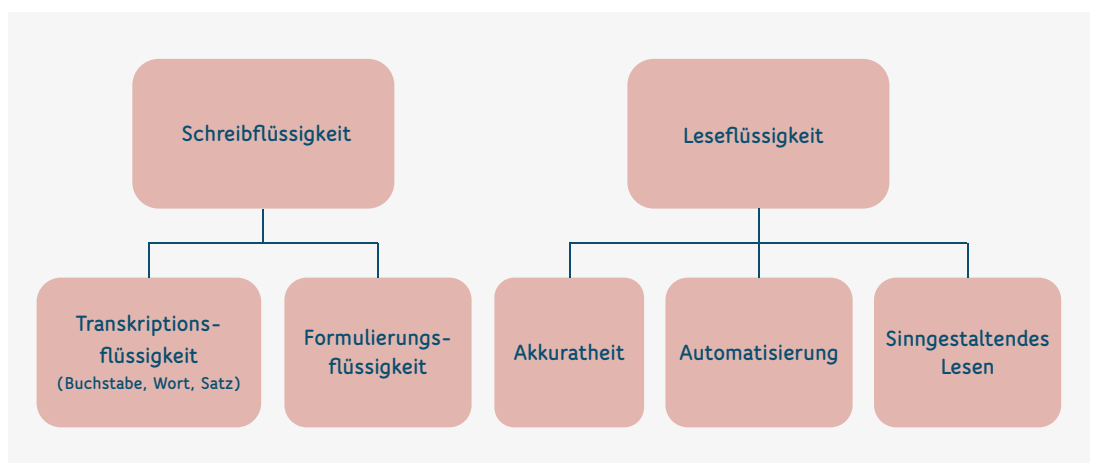 Schreibflüssigkeit
Leseflüssigkeit
Transkriptions-
flüssigkeit
(Buchstabe, Wort, Satz)
Formulierungs-
flüssigkeit
Akkuratheit
Automatisierung
Sinngestaltendes
Lesen